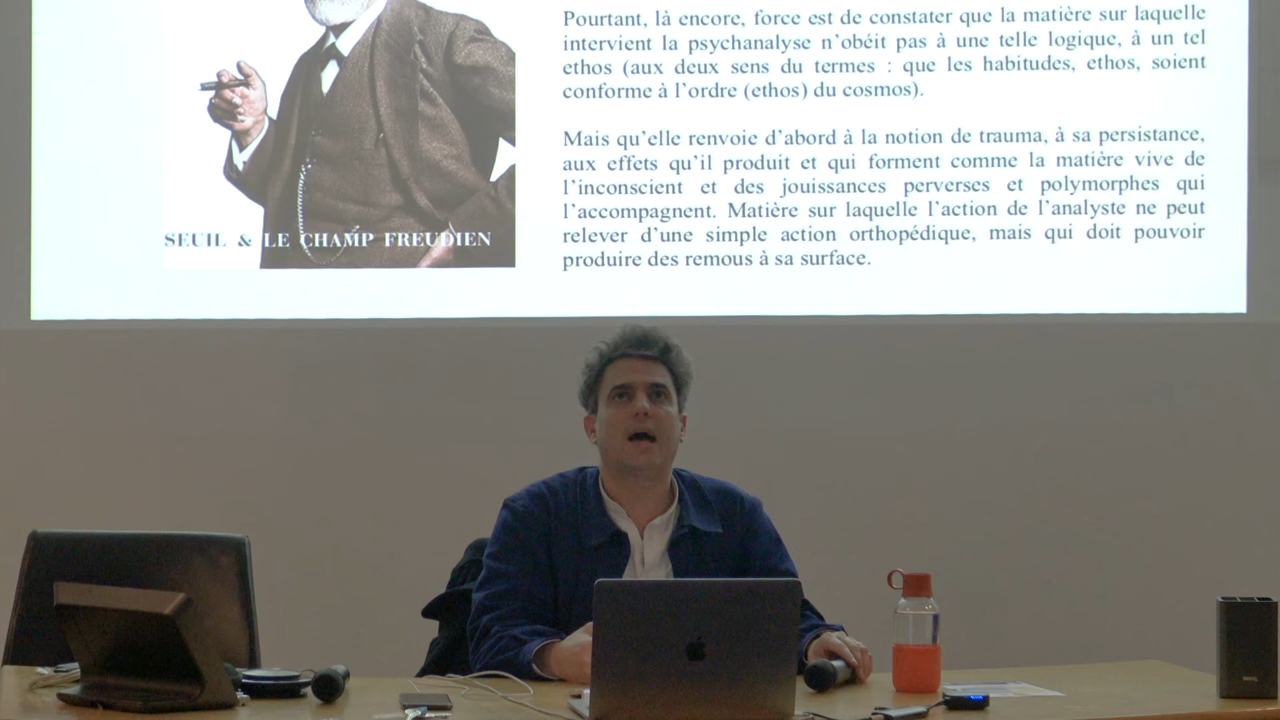 Pourtant, là encore, force est de constater que la matière sur laquelle
intervient la psychanalyse n'obéit pas à une telle logique, à un tel
ethos (aux deux sens du termes : que les habitudes, ethos, soient
conforme à l'ordre (ethos) du cosmos).
Mais qu'elle renvoie d'abord à la notion de trauma, à sa persistance,
aux effets qu'il produit et qui forment comme la matière vive de
l'inconscient et des jouissances perverses et polymorphes qui
l'accompagnent. Matière sur laquelle l'action de l'analyste ne peut
relever d'une simple action orthopédique, mais qui doit pouvoir
produire des remous à sa surface.
SEUIL & LE CHAMP FREUDIEN